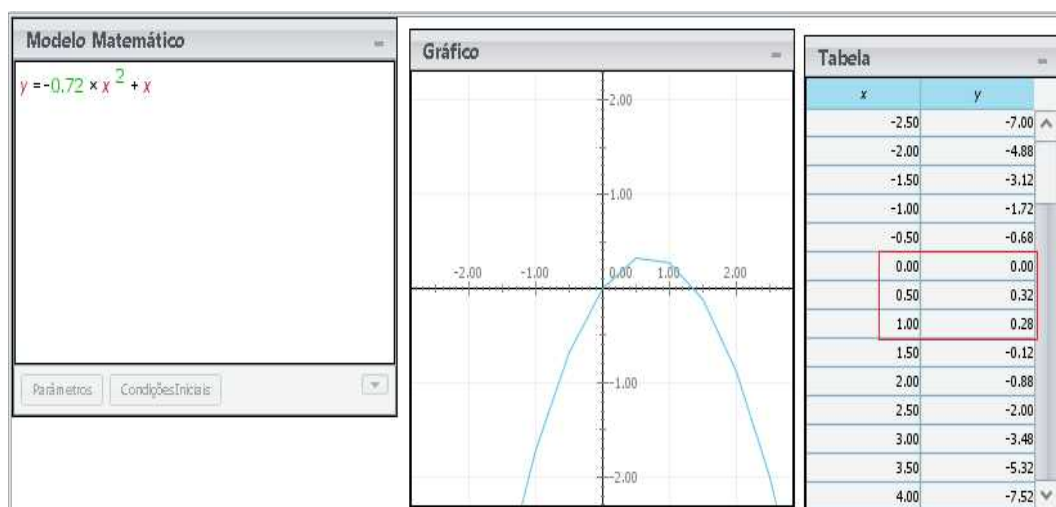 Modelo Matemático
y = -0.72 × x 2 + x
Parâmetros
CondiçõesIniciais
Gráfico
2.00
1.00
-2.00 -1.00 0.00 1.00 2.00
-1.00
-2.00
Tabela
x y
-2.50 -7.00
-2.00 -4.88
-1.50 -3.12
-1.00 -1.72
-0.50 -0.68
0.00 0.00
0.50 0.32
1.00 0.28
1.50 -0.12
2.00 -0.88
2.50 -2.00
3.00 -3.48
3.50 -5.32
4.00 -7.52